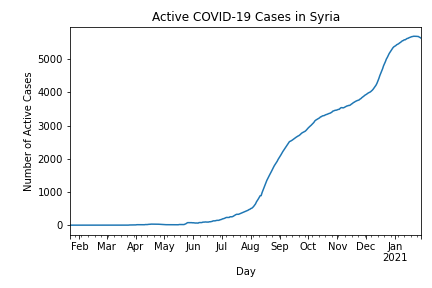 Active COVID-19 Cases in Syria
Number of Active Cases
5000
4000
3000
2000
1000
0
Feb Mar Apr May Jun Jul Aug Sep Oct Nov Dec Jan
2021
Day